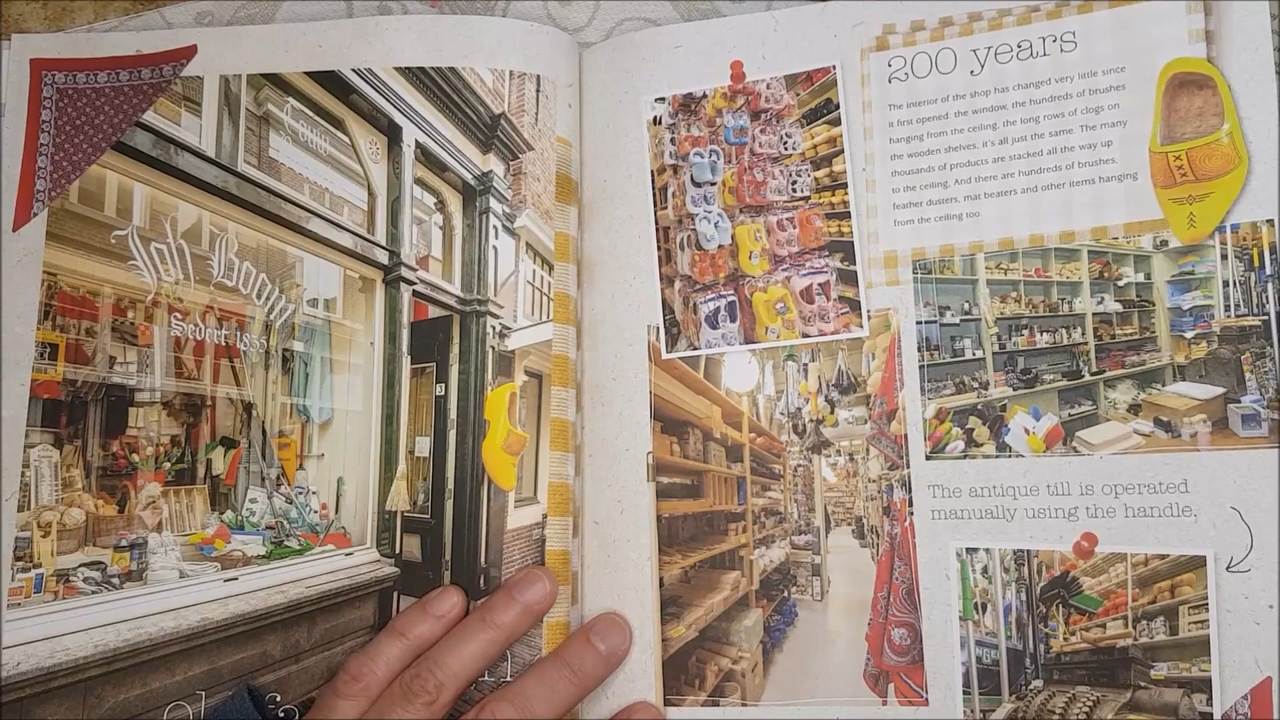 Joh Boom
Sedert 1835
3
200 years
The interior of the shop has changed very little since
it first opened: the window, the hundreds of brushes
hanging from the ceiling, the long rows of clogs on
the wooden shelves, it's all just the same. The many
thousands of products are stacked all the way up
to the ceiling. And there are hundreds of brushes,
feather dusters, mat beaters and other items hanging
from the ceiling too.
The antique till is operated
manually using the handle.